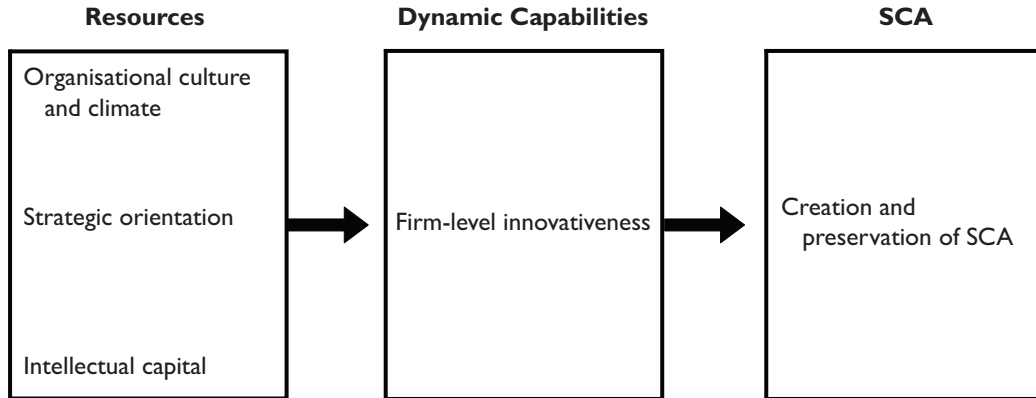 Resources
Dynamic Capabilities
SCA
Organisational culture
and climate
Strategic orientation
Intellectual capital
Firm-level innovativeness
Creation and
preservation of SCA